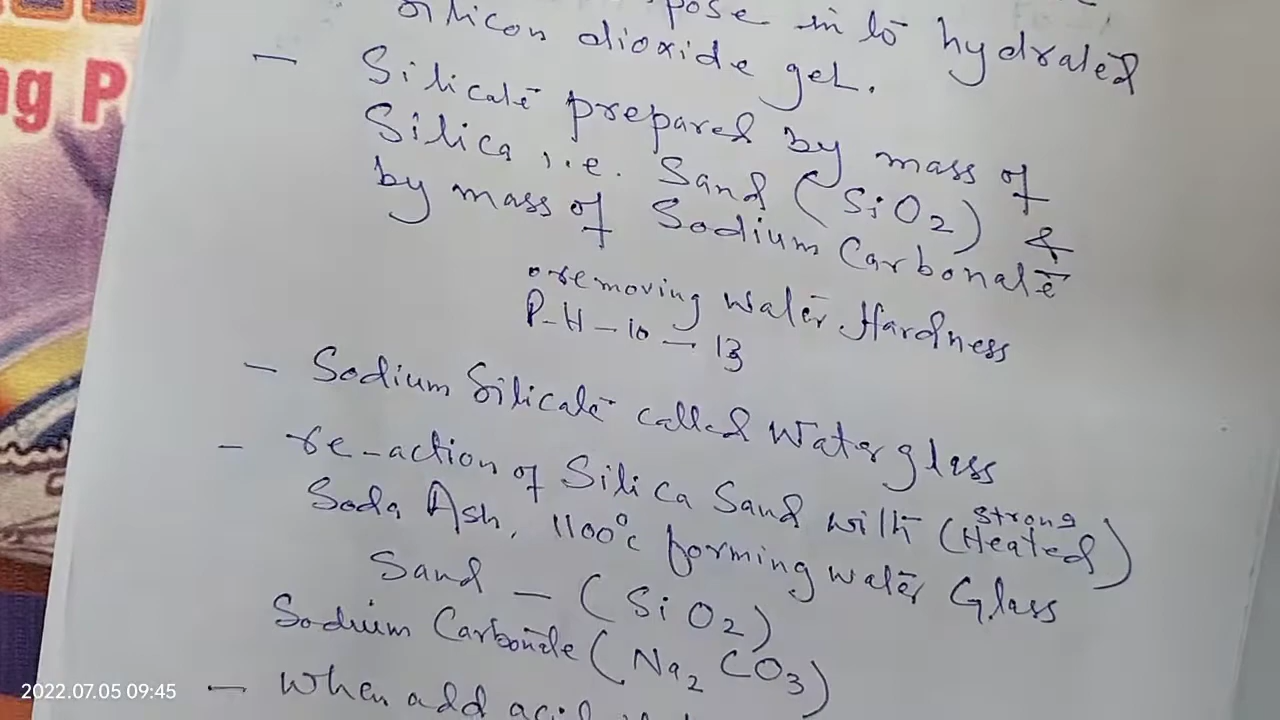 pose in to hydrated
Silicon dioxide gel.
— Silicate prepared by mass of
Silica i.e. Sand (SiO2) &
by mass of Sodium Carbonate
removing water Hardness
P-H-10-13
- Sodium Silicate called Water glass
- re-action of Silica Sand with (Strong Heated)
Soda Ash, 1100°c forming water Glass
Sand — (SiO2)
Sodium Carbonate (Na2CO3)
- When add acid
ng P
2022.07.05 09:45